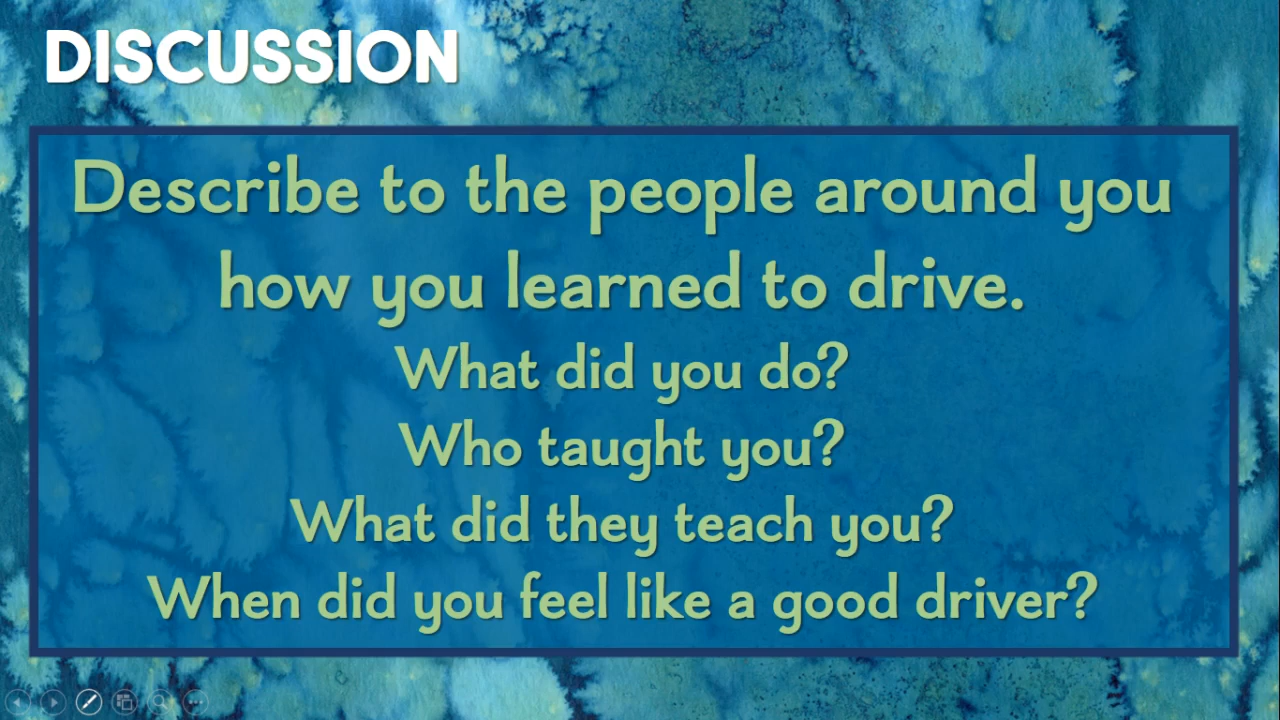 DISCUSSION
Describe to the people around you
how you learned to drive.
What did you do?
Who taught you?
What did they teach you?
When did you feel like a good driver?